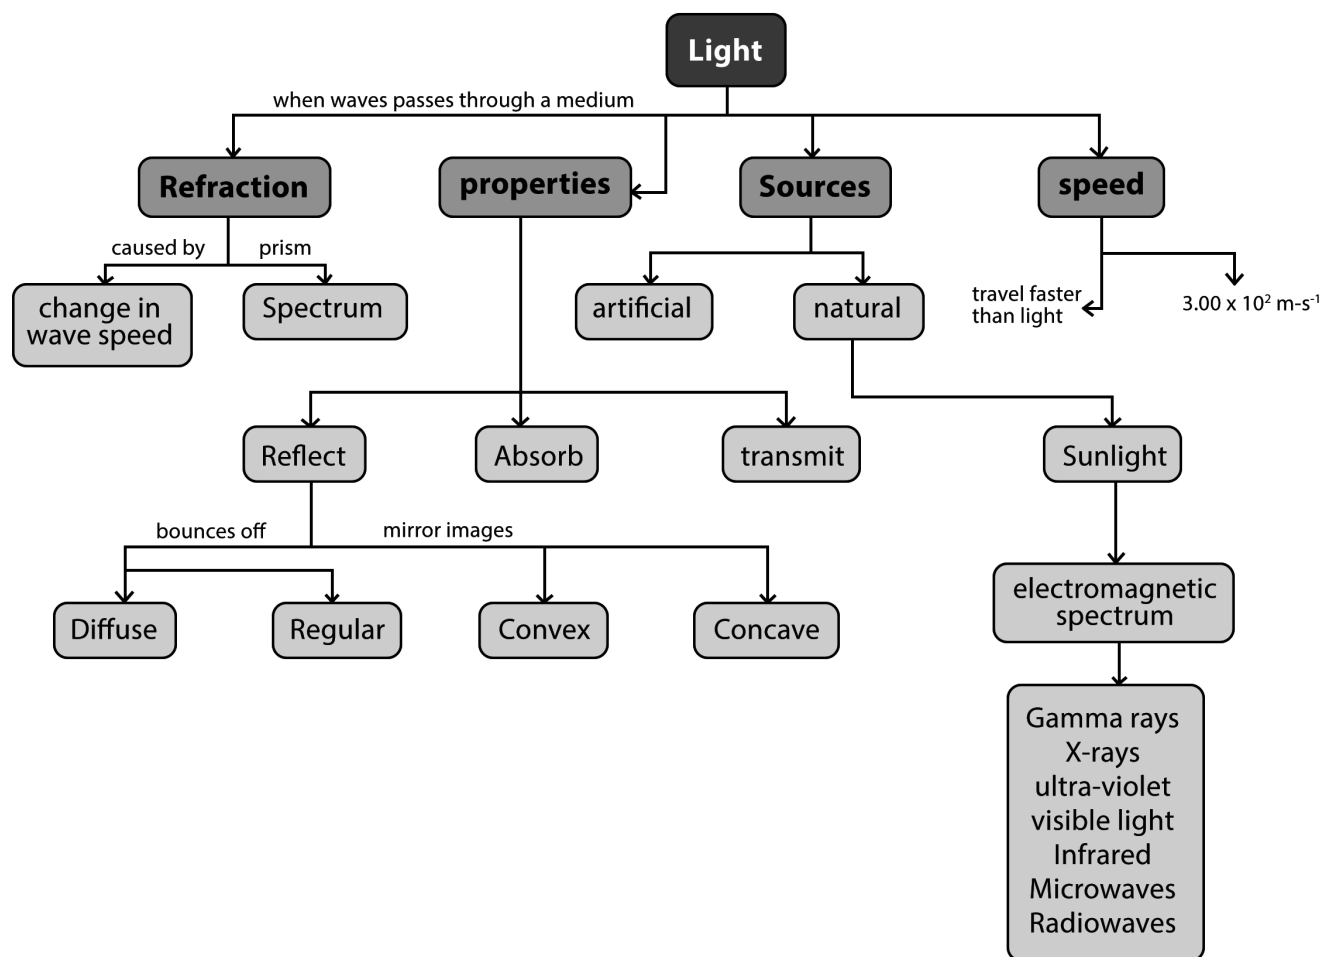 Light
when waves passes through a medium
Refraction
properties
Sources
speed
caused by
prism
change in
wave speed
Spectrum
artificial
natural
travel faster
than light
3.00 x 10² m-s⁻¹
Reflect
Absorb
transmit
Sunlight
bounces off
mirror images
Diffuse
Regular
Convex
Concave
electromagnetic
spectrum
Gamma rays
X-rays
ultra-violet
visible light
Infrared
Microwaves
Radiowaves